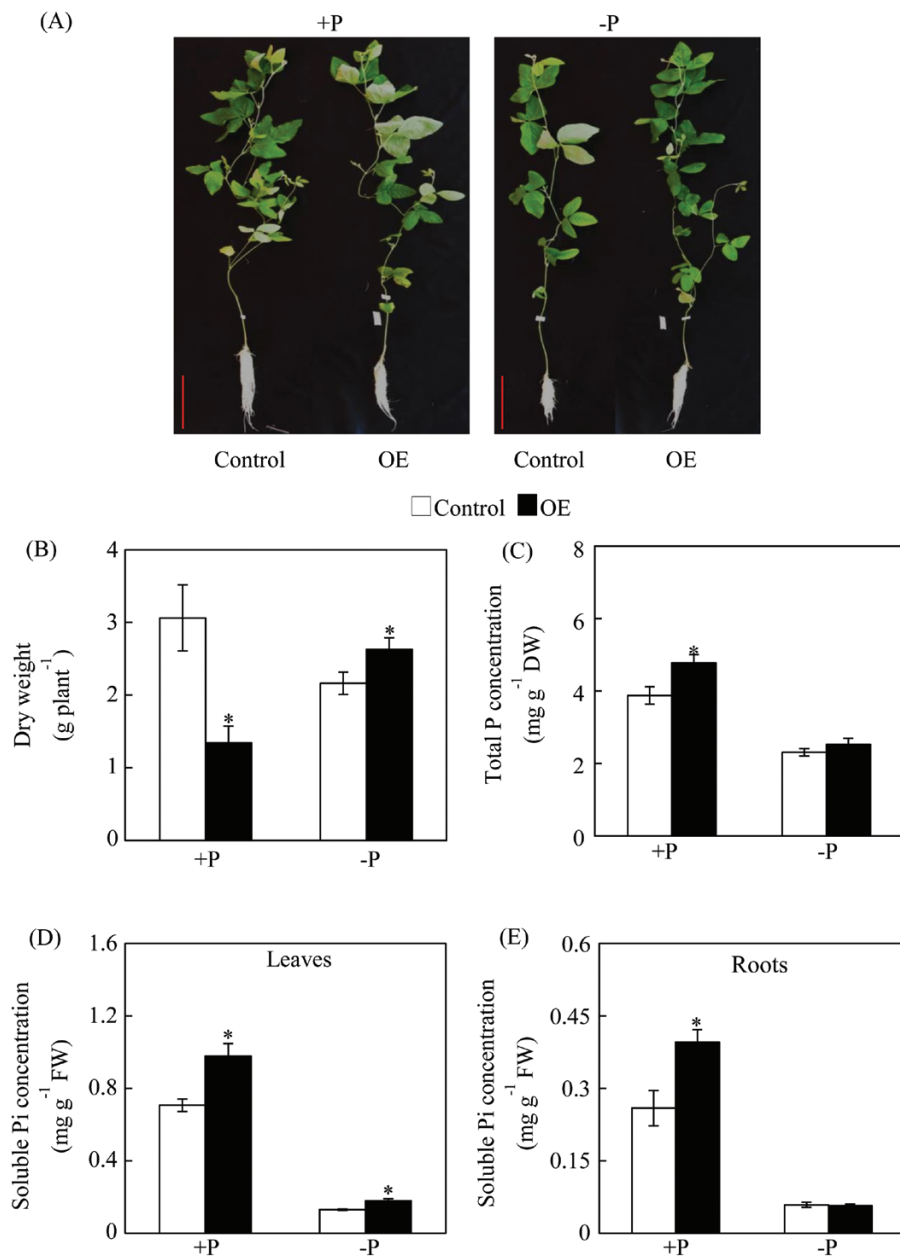 (A)
+P
-P
Control
OE
Control
OE
Control
OE
(B)
Dry weight
(g plant⁻¹)
4
3
2
1
0
*
*
+P
-P
(C)
Total P concentration
(mg g⁻¹ DW)
8
6
4
2
0
*
+P
-P
(D)
Leaves
Soluble Pi concentration
(mg g⁻¹ FW)
1.6
1.2
0.8
0.4
0
*
*
+P
-P
(E)
Roots
Soluble Pi concentration
(mg g⁻¹ FW)
0.6
0.45
0.3
0.15
0
*
+P
-P